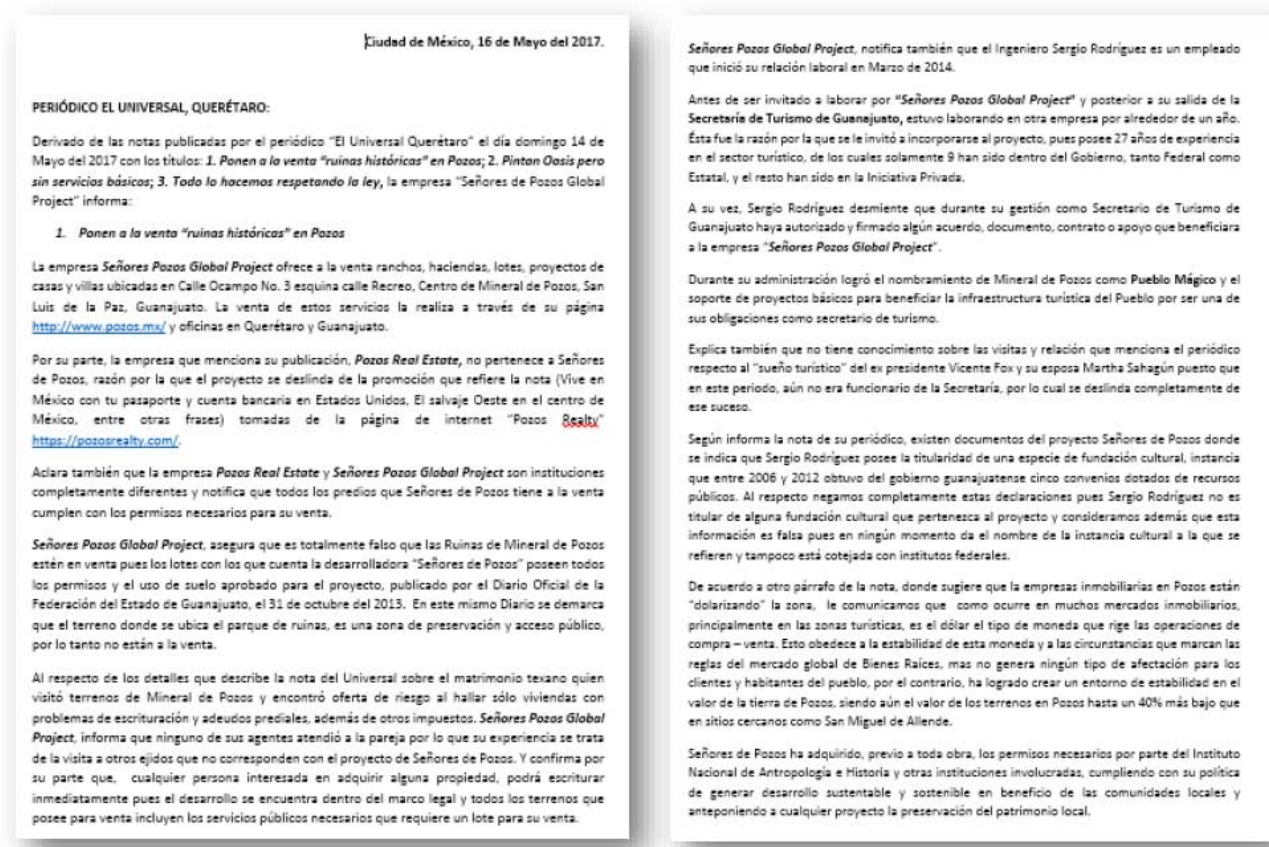 Ciudad de México, 16 de Mayo del 2017.
PERIÓDICO EL UNIVERSAL, QUERÉTARO:
Derivado de las notas publicadas por el periódico "El Universal Querétaro" el día domingo 14 de
Mayo del 2017 con los títulos: 1. Ponen a la venta "ruinas históricas" en Pozos; 2. Pintan Oasis pero
sin servicios básicos; 3. Todo lo hacemos respetando la ley, la empresa "Señores de Pozos Global
Project" informa:
1. Ponen a la venta "ruinas históricas" en Pozos
La empresa Señores Pozos Global Project ofrece a la venta ranchos, haciendas, lotes, proyectos de
casas y villas ubicadas en Calle Ocampo No. 3 esquina calle Recreo, Centro de Mineral de Pozos, San
Luis de la Paz, Guanajuato. La venta de estos servicios la realiza a través de su página
http://www.pozos.mx/ y oficinas en Querétaro y Guanajuato.
Por su parte, la empresa que menciona su publicación, Pozos Real Estate, no pertenece a Señores
de Pozos, razón por la que el proyecto se deslinda de la promoción que refiere la nota (Vive en
México con tu pasaporte y cuenta bancaria en Estados Unidos, El salvaje Oeste en el centro de
México, entre otras frases) tomadas de la página de internet "Pozos Realty"
https://pozosrealty.com/.
Aclara también que la empresa Pozos Real Estate y Señores Pozos Global Project son instituciones
completamente diferentes y notifica que todos los predios que Señores de Pozos tiene a la venta
cumplen con los permisos necesarios para su venta.
Señores Pozos Global Project, asegura que es totalmente falso que las Ruinas de Mineral de Pozos
estén en venta pues los lotes con los que cuenta la desarrolladora "Señores de Pozos" poseen todos
los permisos y el uso de suelo aprobado para el proyecto, publicado por el Diario Oficial de la
Federación del Estado de Guanajuato, el 31 de octubre del 2013. En este mismo Diario se demarca
que el terreno donde se ubica el parque de ruinas, es una zona de preservación y acceso público,
por lo tanto no están a la venta.
Al respecto de los detalles que describe la nota del Universal sobre el matrimonio texano quien
visitó terrenos de Mineral de Pozos y encontró oferta de riesgo al hallar sólo viviendas con
problemas de escrituración y adeudos prediales, además de otros impuestos. Señores Pozos Global
Project, informa que ninguno de sus agentes atendió a la pareja por lo que su experiencia se trata
de la visita a otros ejidos que no corresponden con el proyecto de Señores de Pozos. Y confirma por
su parte que, cualquier persona interesada en adquirir alguna propiedad, podrá escriturar
inmediatamente pues el desarrollo se encuentra dentro del marco legal y todos los terrenos que
posee para venta incluyen los servicios públicos necesarios que requiere un lote para su venta.
Señores Pozos Global Project, notifica también que el Ingeniero Sergio Rodríguez es un empleado
que inició su relación laboral en Marzo de 2014.
Antes de ser invitado a laborar por "Señores Pozos Global Project" y posterior a su salida de la
Secretaría de Turismo de Guanajuato, estuvo laborando en otra empresa por alrededor de un año.
Ésta fue la razón por la que se le invitó a incorporarse al proyecto, pues posee 27 años de experiencia
en el sector turístico, de los cuales solamente 9 han sido dentro del Gobierno, tanto Federal como
Estatal, y el resto han sido en la Iniciativa Privada.
A su vez, Sergio Rodríguez desmiente que durante su gestión como Secretario de Turismo de
Guanajuato haya autorizado y firmado algún acuerdo, documento, contrato o apoyo que beneficiara
a la empresa "Señores Pozos Global Project".
Durante su administración logró el nombramiento de Mineral de Pozos como Pueblo Mágico y el
soporte de proyectos básicos para beneficiar la infraestructura turística del Pueblo por ser una de
sus obligaciones como secretario de turismo.
Explica también que no tiene conocimiento sobre las visitas y relación que menciona el periódico
respecto al "sueño turístico" del ex presidente Vicente Fox y su esposa Martha Sahagún puesto que
en este periodo, aún no era funcionario de la Secretaría, por lo cual se deslinda completamente de
ese suceso.
Según informa la nota de su periódico, existen documentos del proyecto Señores de Pozos donde
se indica que Sergio Rodríguez posee la titularidad de una especie de fundación cultural, instancia
que entre 2006 y 2012 obtuvo del gobierno guanajuatense cinco convenios dotados de recursos
públicos. Al respecto negamos completamente estas declaraciones pues Sergio Rodríguez no es
titular de alguna fundación cultural que pertenezca al proyecto y consideramos además que esta
información es falsa pues en ningún momento da el nombre de la instancia cultural a la que se
refieren y tampoco está cotejada con institutos federales.
De acuerdo a otro párrafo de la nota, donde sugiere que la empresas inmobiliarias en Pozos están
"dolarizando" la zona, le comunicamos que como ocurre en muchos mercados inmobiliarios,
principalmente en las zonas turísticas, es el dólar el tipo de moneda que rige las operaciones de
compra – venta. Esto obedece a la estabilidad de esta moneda y a las circunstancias que marcan las
reglas del mercado global de Bienes Raíces, mas no genera ningún tipo de afectación para los
clientes y habitantes del pueblo, por el contrario, ha logrado crear un entorno de estabilidad en el
valor de la tierra de Pozos, siendo aún el valor de los terrenos en Pozos hasta un 40% más bajo que
en sitios cercanos como San Miguel de Allende.
Señores de Pozos ha adquirido, previo a toda obra, los permisos necesarios por parte del Instituto
Nacional de Antropología e Historia y otras instituciones involucradas, cumpliendo con su política
de generar desarrollo sustentable y sostenible en beneficio de las comunidades locales y
anteponiendo a cualquier proyecto la preservación del patrimonio local.